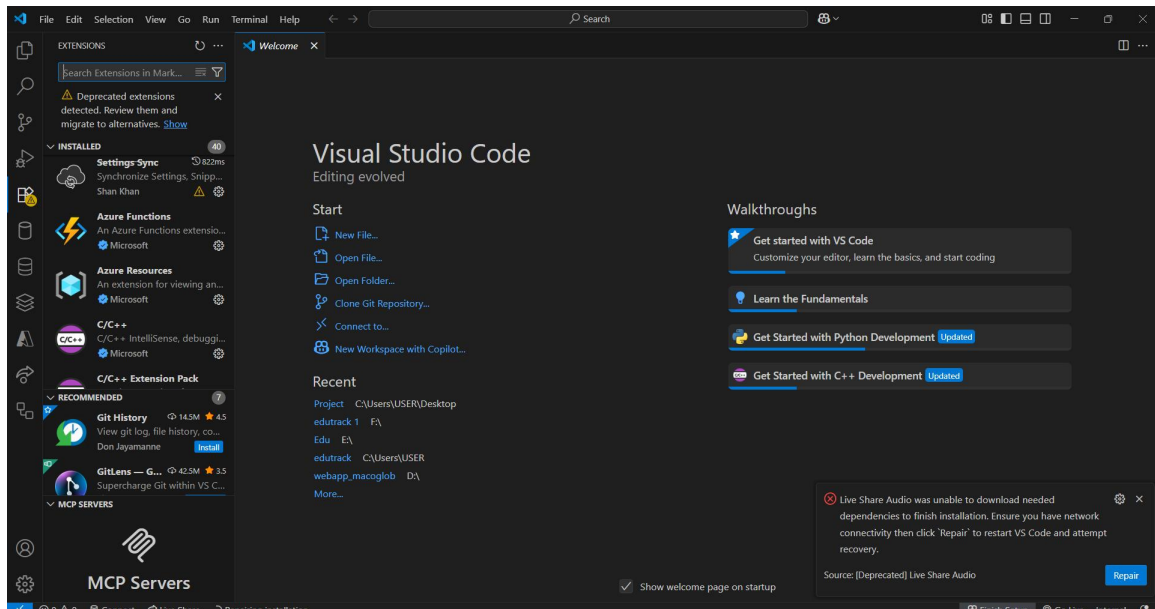 File Edit Selection View Go Run Terminal Help
Search
EXTENSIONS
Search Extensions in Mark...
Deprecated extensions
detected. Review them and
migrate to alternatives. Show
INSTALLED 40
Settings Sync 822ms
Synchronize Settings, Snipp...
Shan Khan
Azure Functions
An Azure Functions extensio...
Microsoft
Azure Resources
An extension for viewing an...
Microsoft
C/C++
C/C++
C/C++ IntelliSense, debuggi...
Microsoft
C/C++ Extension Pack
RECOMMENDED 7
Git History 14.5M 4.5
View git log, file history, co...
Don Jayamanne Install
GitLens — G... 42.5M 3.5
Supercharge Git within VS C...
MCP SERVERS
MCP Servers
Welcome
Visual Studio Code
Editing evolved
Start
New File...
Open File...
Open Folder...
Clone Git Repository...
Connect to...
New Workspace with Copilot...
Recent
Project C:\Users\USER\Desktop
edutrack 1 F:\
Edu E:\
edutrack C:\Users\USER
webapp_macoglob D:\
More...
Walkthroughs
Get started with VS Code
Customize your editor, learn the basics, and start coding
Learn the Fundamentals
Get Started with Python Development Updated
Get Started with C++ Development Updated
Show welcome page on startup
Live Share Audio was unable to download needed
dependencies to finish installation. Ensure you have network
connectivity then click `Repair` to restart VS Code and attempt
recovery.
Source: [Deprecated] Live Share Audio
Repair